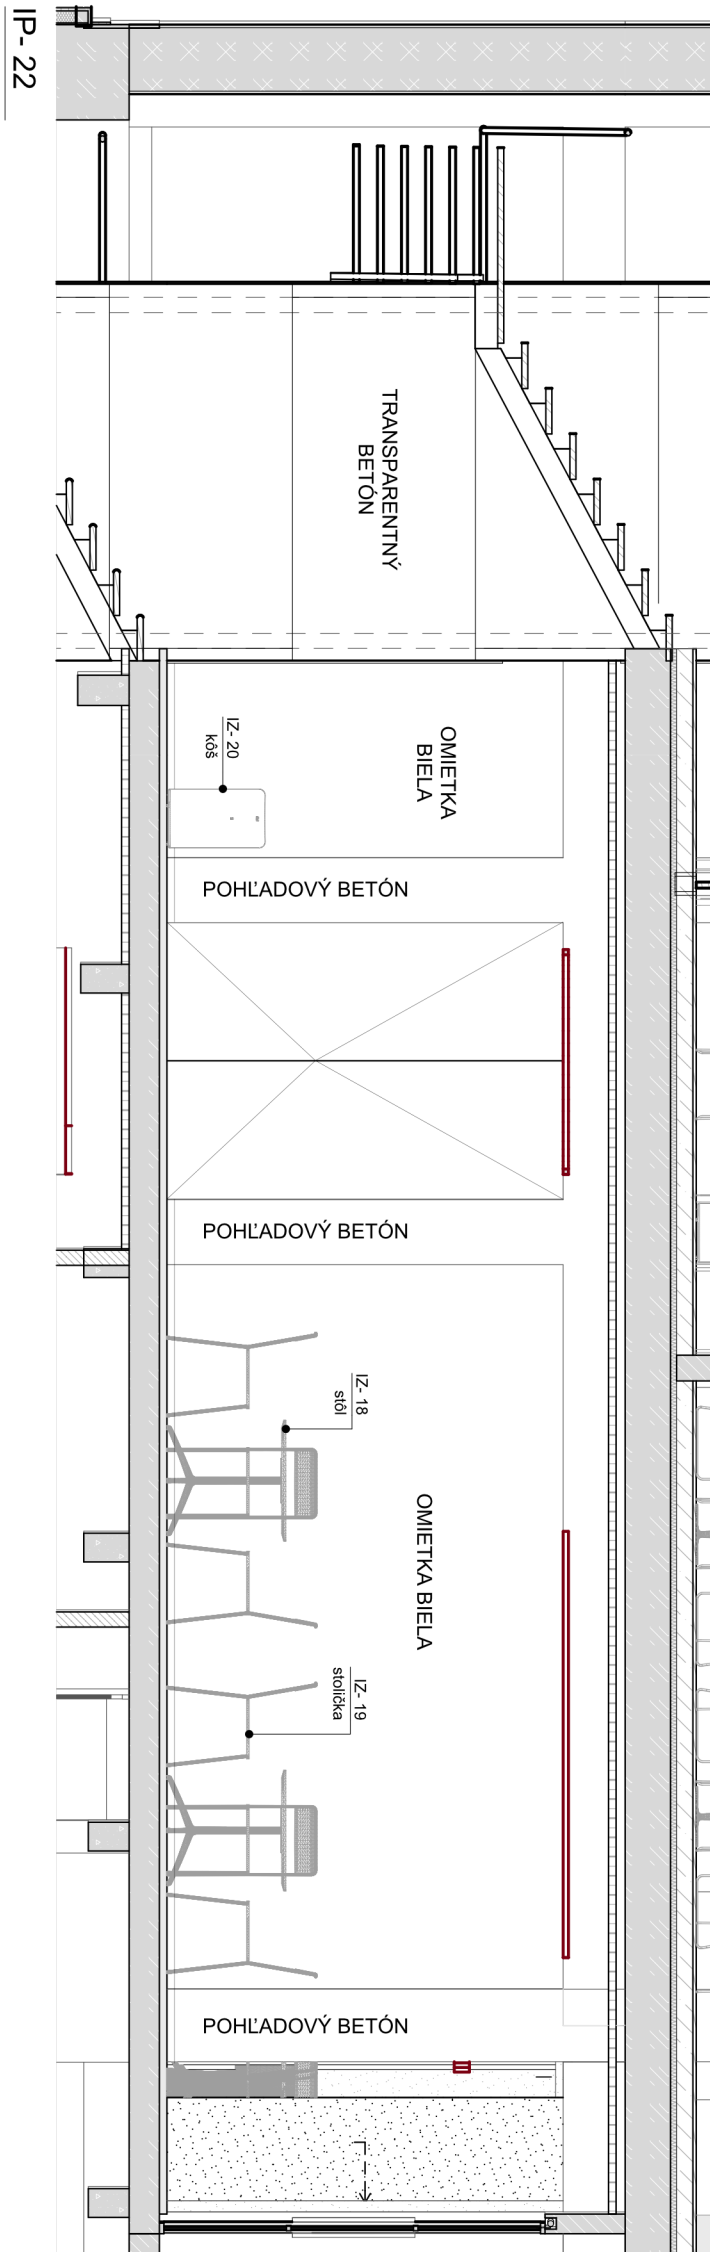 IP- 22
TRANSPARENTNÝ
BETÓN
OMIETKA
BIELA
IZ- 20
kôš
POHĽADOVÝ BETÓN
POHĽADOVÝ BETÓN
IZ- 18
stôl
OMIETKA BIELA
IZ- 19
stolička
POHĽADOVÝ BETÓN